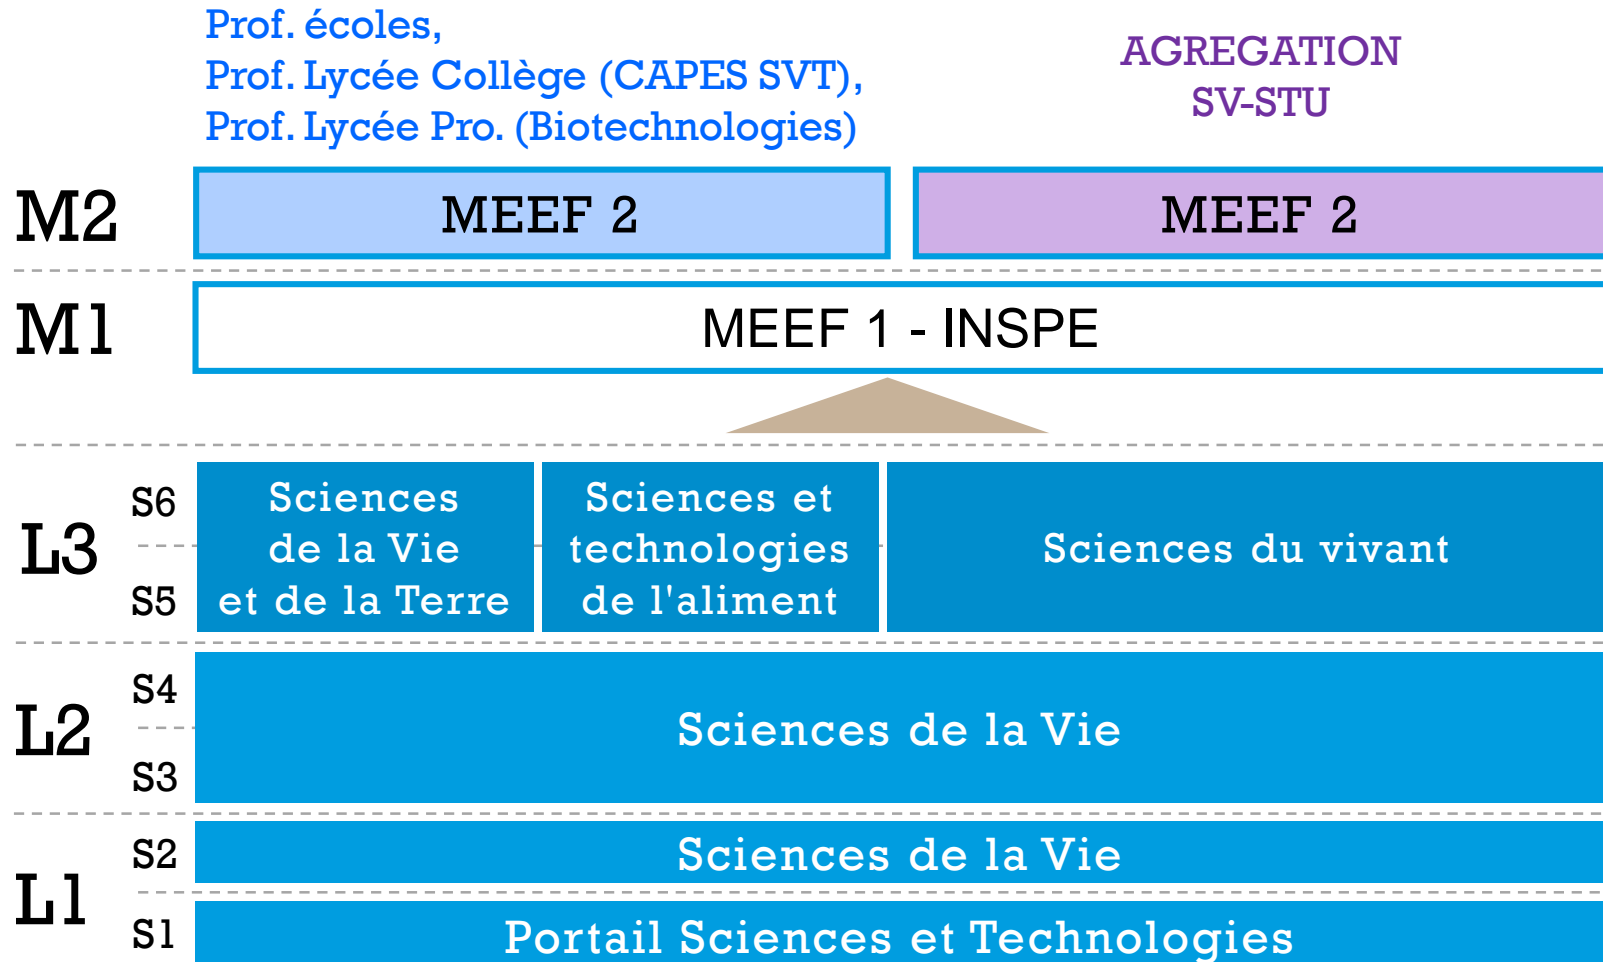 Prof. écoles,
Prof. Lycée Collège (CAPES SVT),
Prof. Lycée Pro. (Biotechnologies)
AGREGATION
SV-STU
M2
MEEF 2
MEEF 2
M1
MEEF 1 - INSPE
L3
S6
S5
Sciences
de la Vie
et de la Terre
Sciences et
technologies
de l'aliment
Sciences du vivant
L2
S4
S3
Sciences de la Vie
L1
S2
Sciences de la Vie
S1
Portail Sciences et Technologies